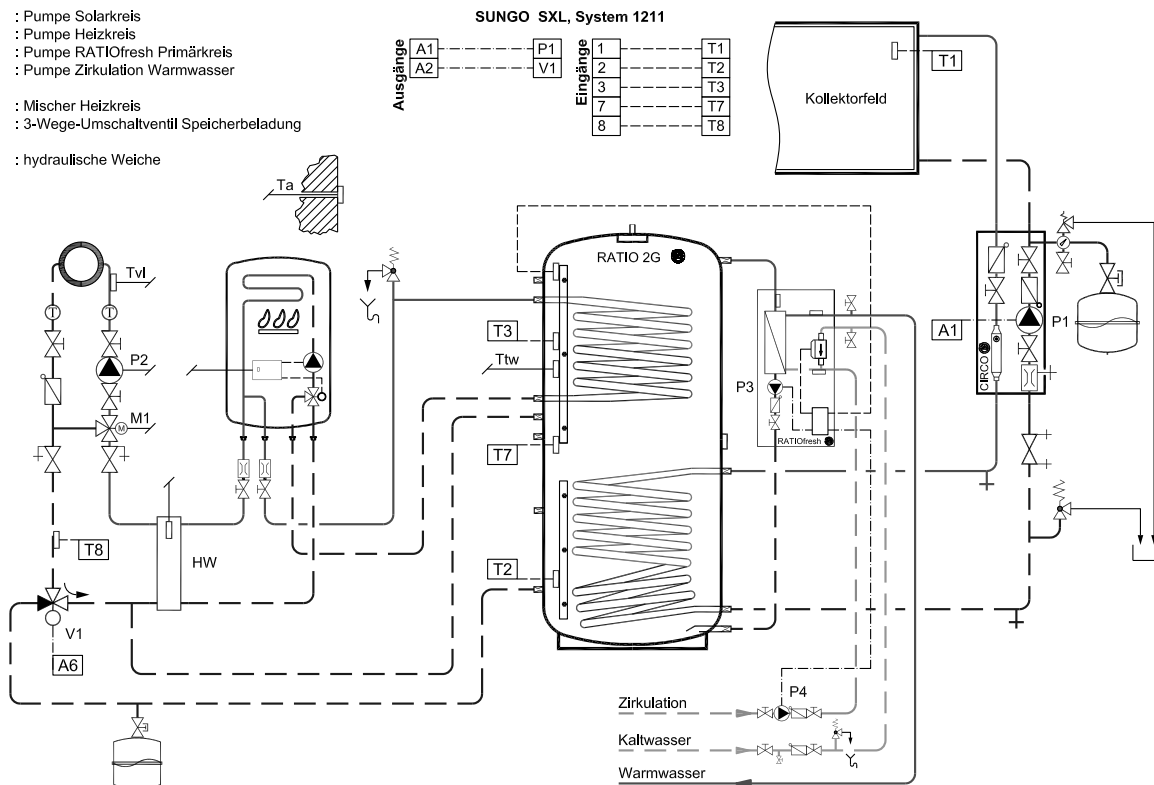 : Pumpe Solarkreis
: Pumpe Heizkreis
: Pumpe RATIOfresh Primärkreis
: Pumpe Zirkulation Warmwasser
: Mischer Heizkreis
: 3-Wege-Umschaltventil Speicherbeladung
: hydraulische Weiche
SUNGO SXL, System 1211
Ausgänge
A1 P1
A2 V1
Eingänge
1 T1
2 T2
3 T3
7 T7
8 T8
Kollektorfeld
T1
Ta
Tvl
P2
M1
M
T
T
T8
HW
V1
A6
RATIO 2G
T3
Ttw
T7
T2
P3
RATIOfresh
A1
P1
CIRCO
P4
Zirkulation
Kaltwasser
Warmwasser